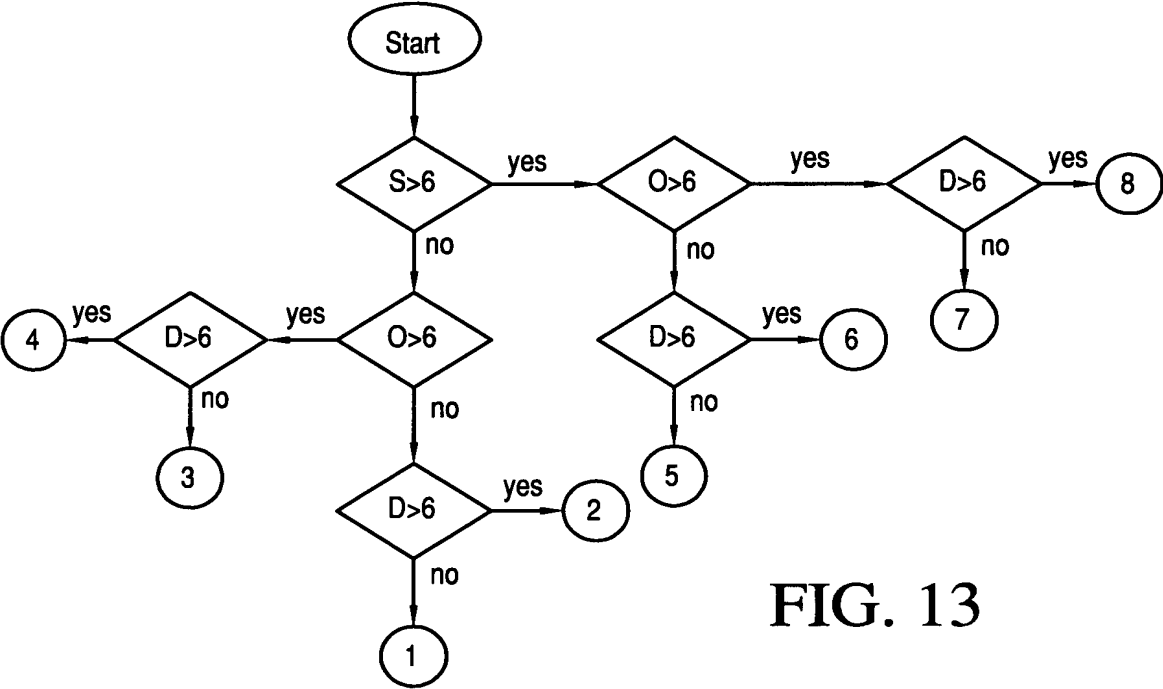 Start
S>6
yes
O>6
yes
D>6
yes
8
no
no
no
4
yes
D>6
yes
O>6
D>6
yes
6
7
no
no
no
3
5
D>6
yes
2
no
1
FIG. 13